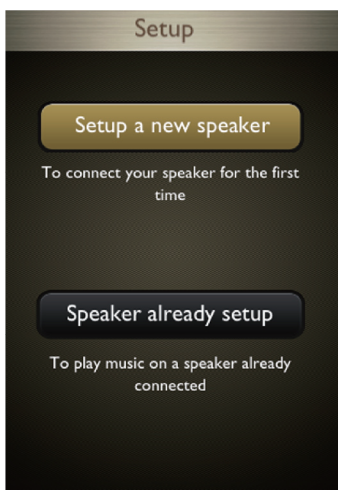 Setup
Setup a new speaker
To connect your speaker for the first
time
Speaker already setup
To play music on a speaker already
connected